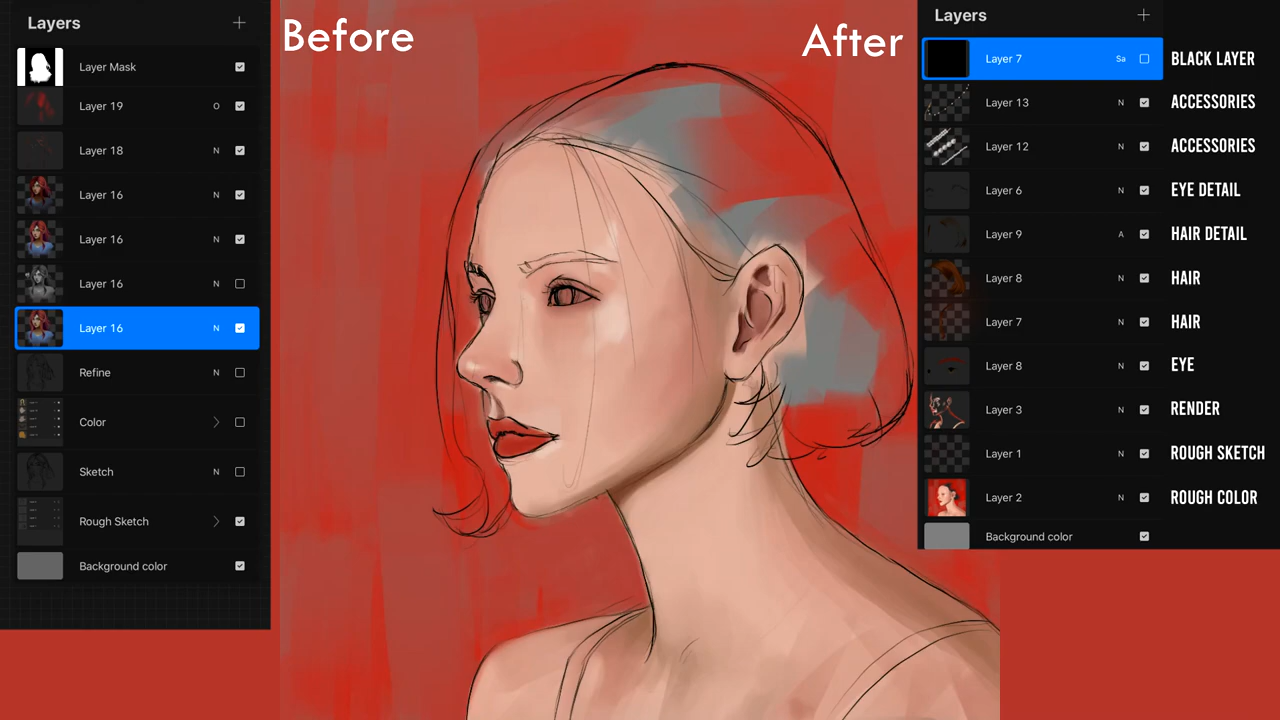 Layers
Layer Mask
Layer 19 O
Layer 18 N
Layer 16 N
Layer 16 N
Layer 16 N
Layer 16 N
Refine N
Color
Sketch N
Rough Sketch
Background color
Before
After
Layers
Layer 7 Sa BLACK LAYER
Layer 13 N ACCESSORIES
Layer 12 N ACCESSORIES
Layer 6 N EYE DETAIL
Layer 9 A HAIR DETAIL
Layer 8 N HAIR
Layer 7 N HAIR
Layer 8 N EYE
Layer 3 N RENDER
Layer 1 N ROUGH SKETCH
Layer 2 N ROUGH COLOR
Background color